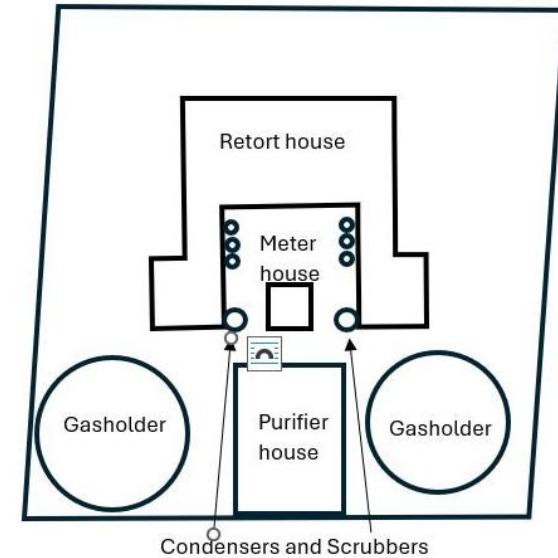 Retort house
Meter
house
Gasholder
Purifier
house
Gasholder
Condensers and Scrubbers